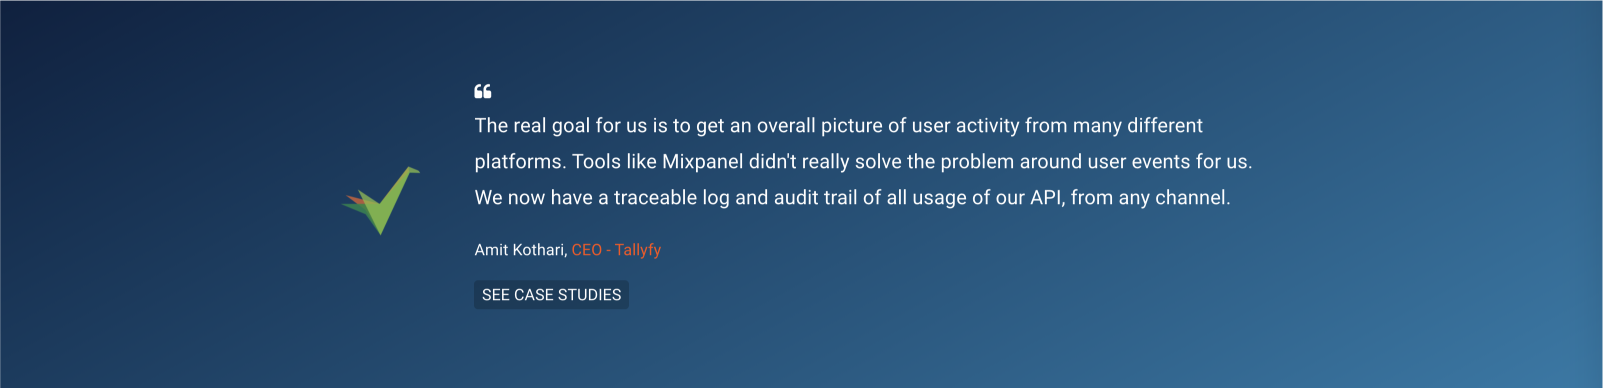 “
The real goal for us is to get an overall picture of user activity from many different
platforms. Tools like Mixpanel didn't really solve the problem around user events for us.
We now have a traceable log and audit trail of all usage of our API, from any channel.
Amit Kothari, CEO - Tallyfy
SEE CASE STUDIES